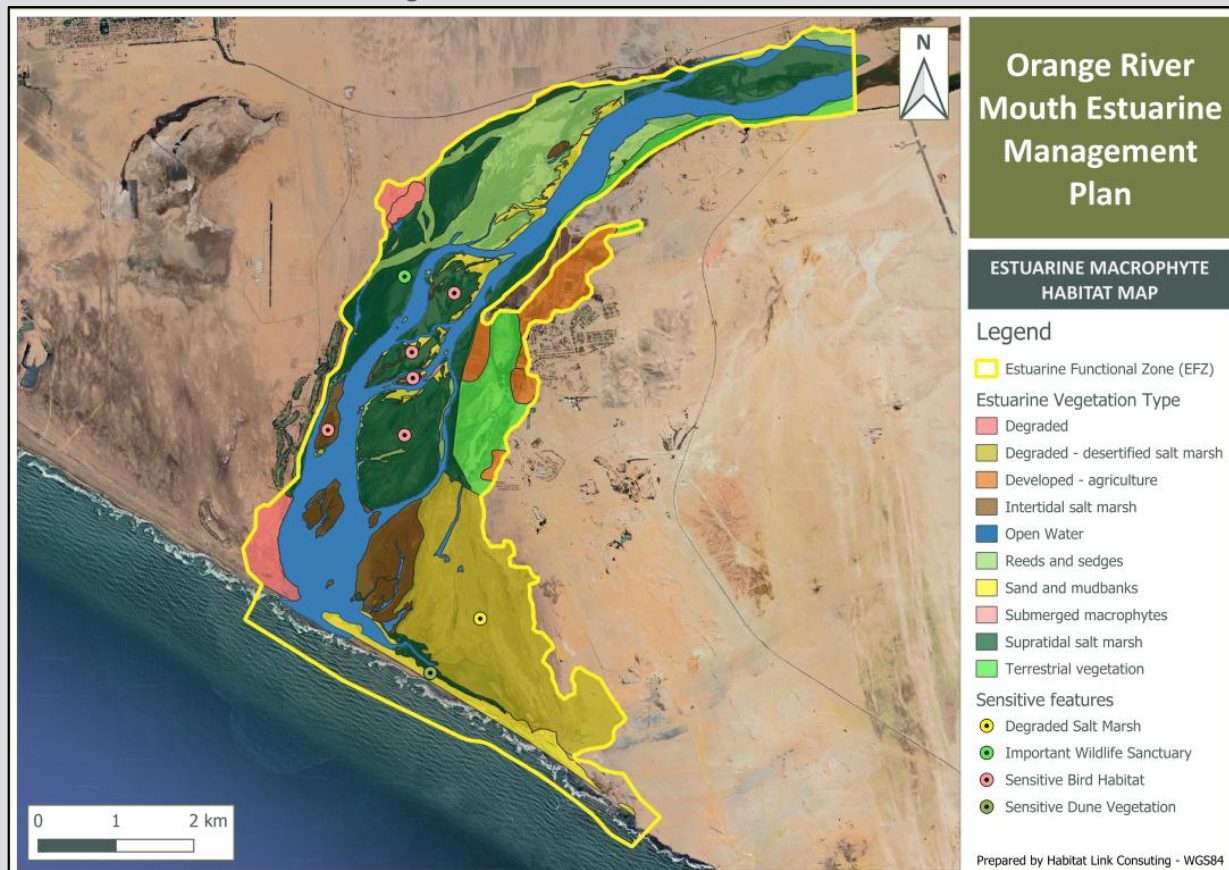 Orange River
Mouth Estuarine
Management
Plan
ESTUARINE MACROPHYTE
HABITAT MAP
Legend
Estuarine Functional Zone (EFZ)
Estuarine Vegetation Type
Degraded
Degraded - desertified salt marsh
Developed - agriculture
Intertidal salt marsh
Open Water
Reeds and sedges
Sand and mudbanks
Submerged macrophytes
Supratidal salt marsh
Terrestrial vegetation
Sensitive features
Degraded Salt Marsh
Important Wildlife Sanctuary
Sensitive Bird Habitat
Sensitive Dune Vegetation
Prepared by Habitat Link Consuting - WGS84
N
0 1 2 km